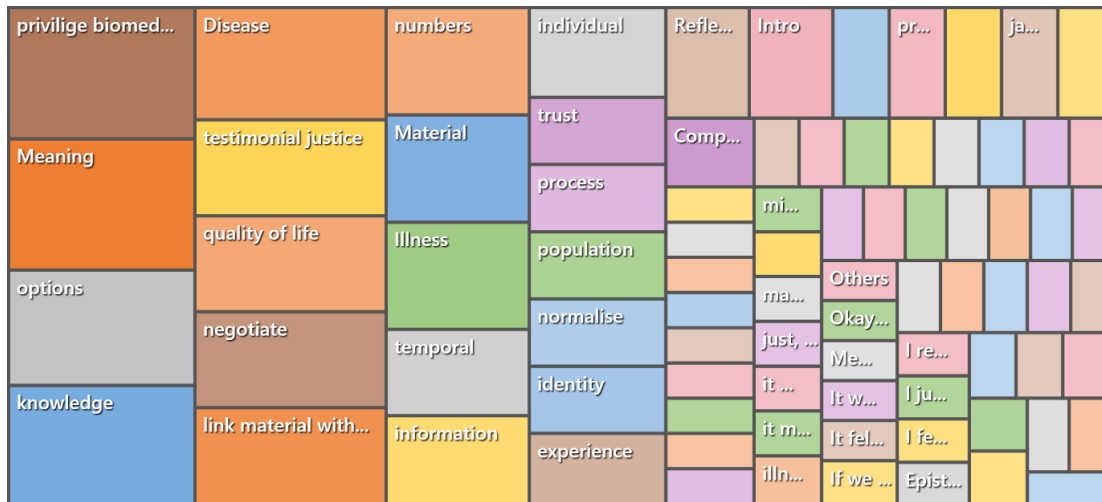 privilige biomed...
Meaning
options
knowledge
Disease
testimonial justice
quality of life
negotiate
link material with...
numbers
Material
Illness
temporal
information
individual
trust
process
population
normalise
identity
experience
Refle...
Comp...
Intro
pr...
ja...
mi...
ma...
just, ...
it ...
it m...
illn...
Others
Okay...
Me...
It w...
It fel...
If we ...
I re...
I ju...
I fe...
Epist...